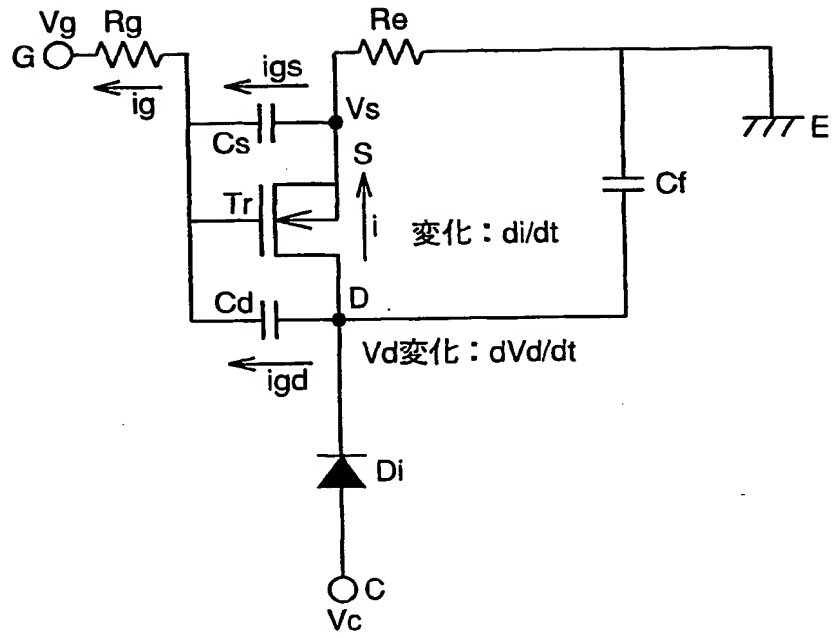 Vg
Rg
Re
G
ig
igs
Vs
Cs
S
E
Cf
Tr
i
変化:di/dt
Cd
D
Vd変化:dVd/dt
igd
Di
C
Vc